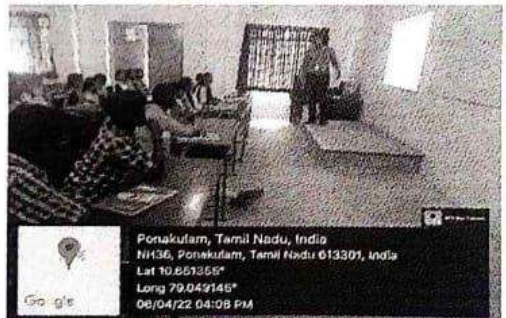 Ponakulam, Tamil Nadu, India
NH36, Ponakulam, Tamil Nadu 613301, India
Lat 10.651355°
Long 79.049145°
06/04/22 04:08 PM
Google